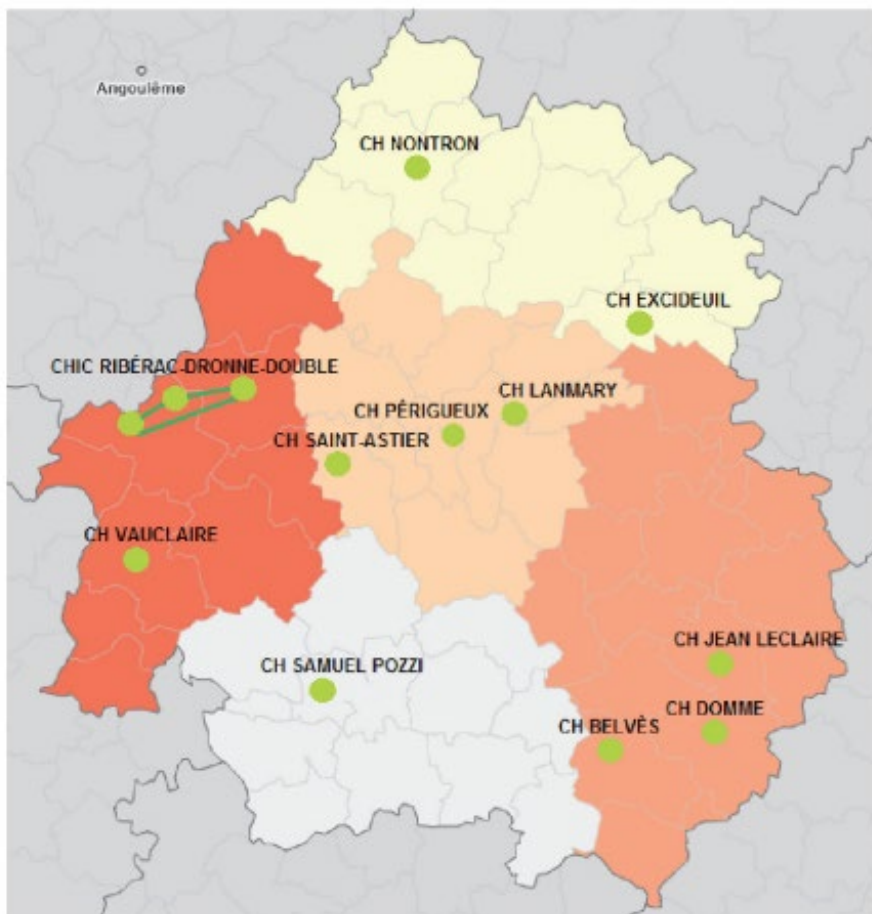 Angoulême
CH NONTRON
CH EXCIDEUIL
CHIC RIBÉRAC-DRONNE-DOUBLE
CH LANMARY
CH PÉRIGUEUX
CH SAINT-ASTIER
CH VAUCLAIRE
CH JEAN LECLAIRE
CH SAMUEL POZZI
CH DOMME
CH BELVÈS